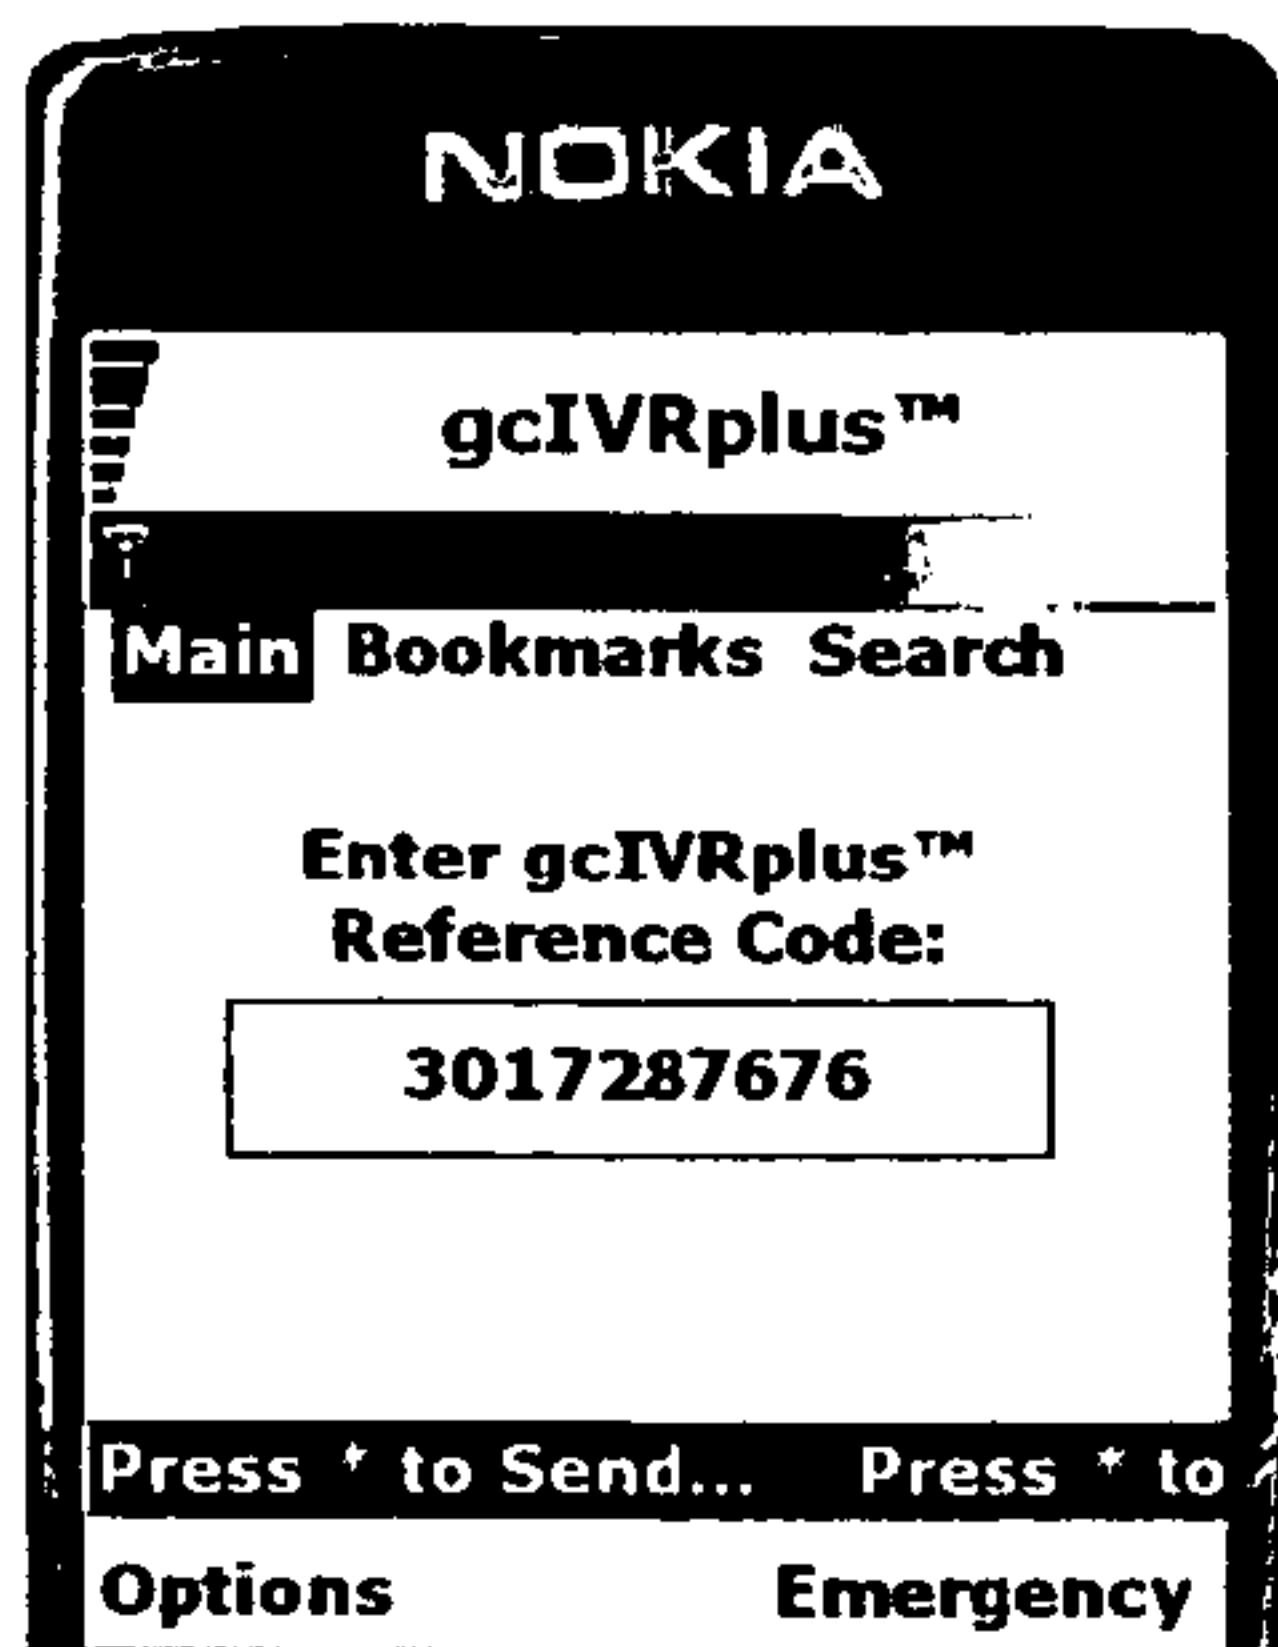 NOKIA
gcIVRplus™
Main Bookmarks Search
Enter gcIVRplus™
Reference Code:
3017287676
Press * to Send... Press * to
Options Emergency